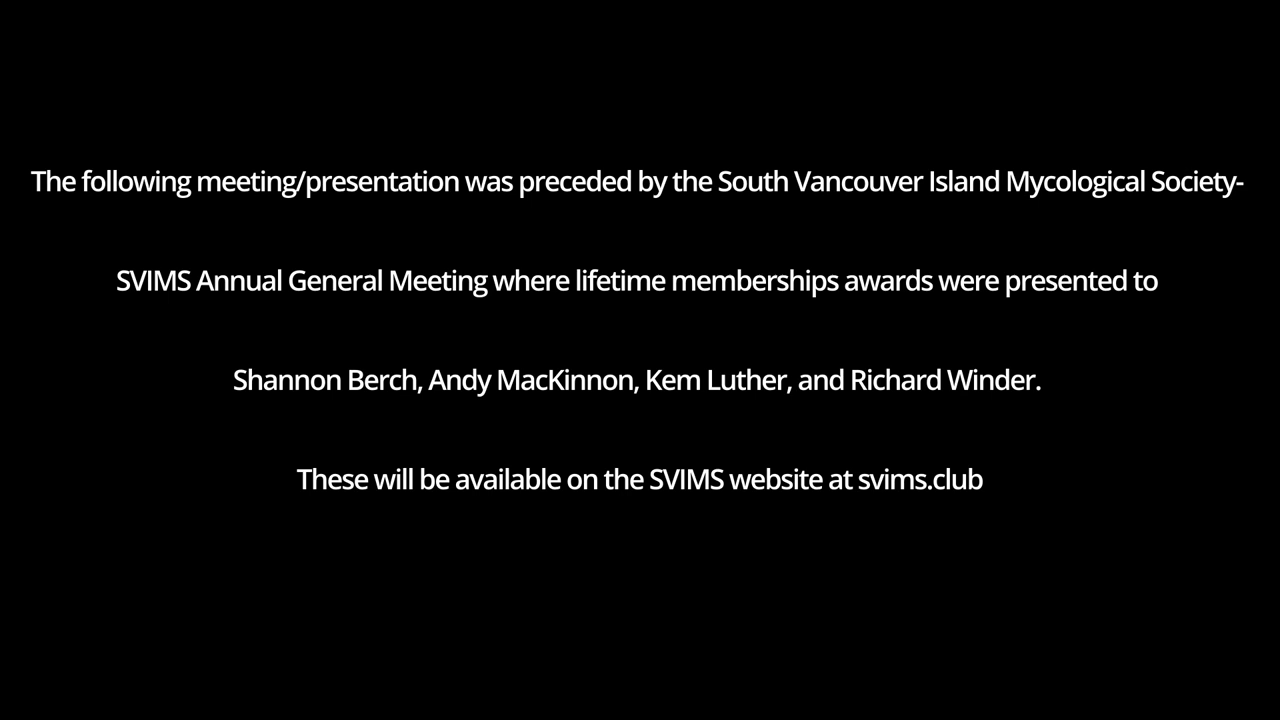 The following meeting/presentation was preceded by the South Vancouver Island Mycological Society-
SVIMS Annual General Meeting where lifetime memberships awards were presented to
Shannon Berch, Andy MacKinnon, Kem Luther, and Richard Winder.
These will be available on the SVIMS website at svims.club